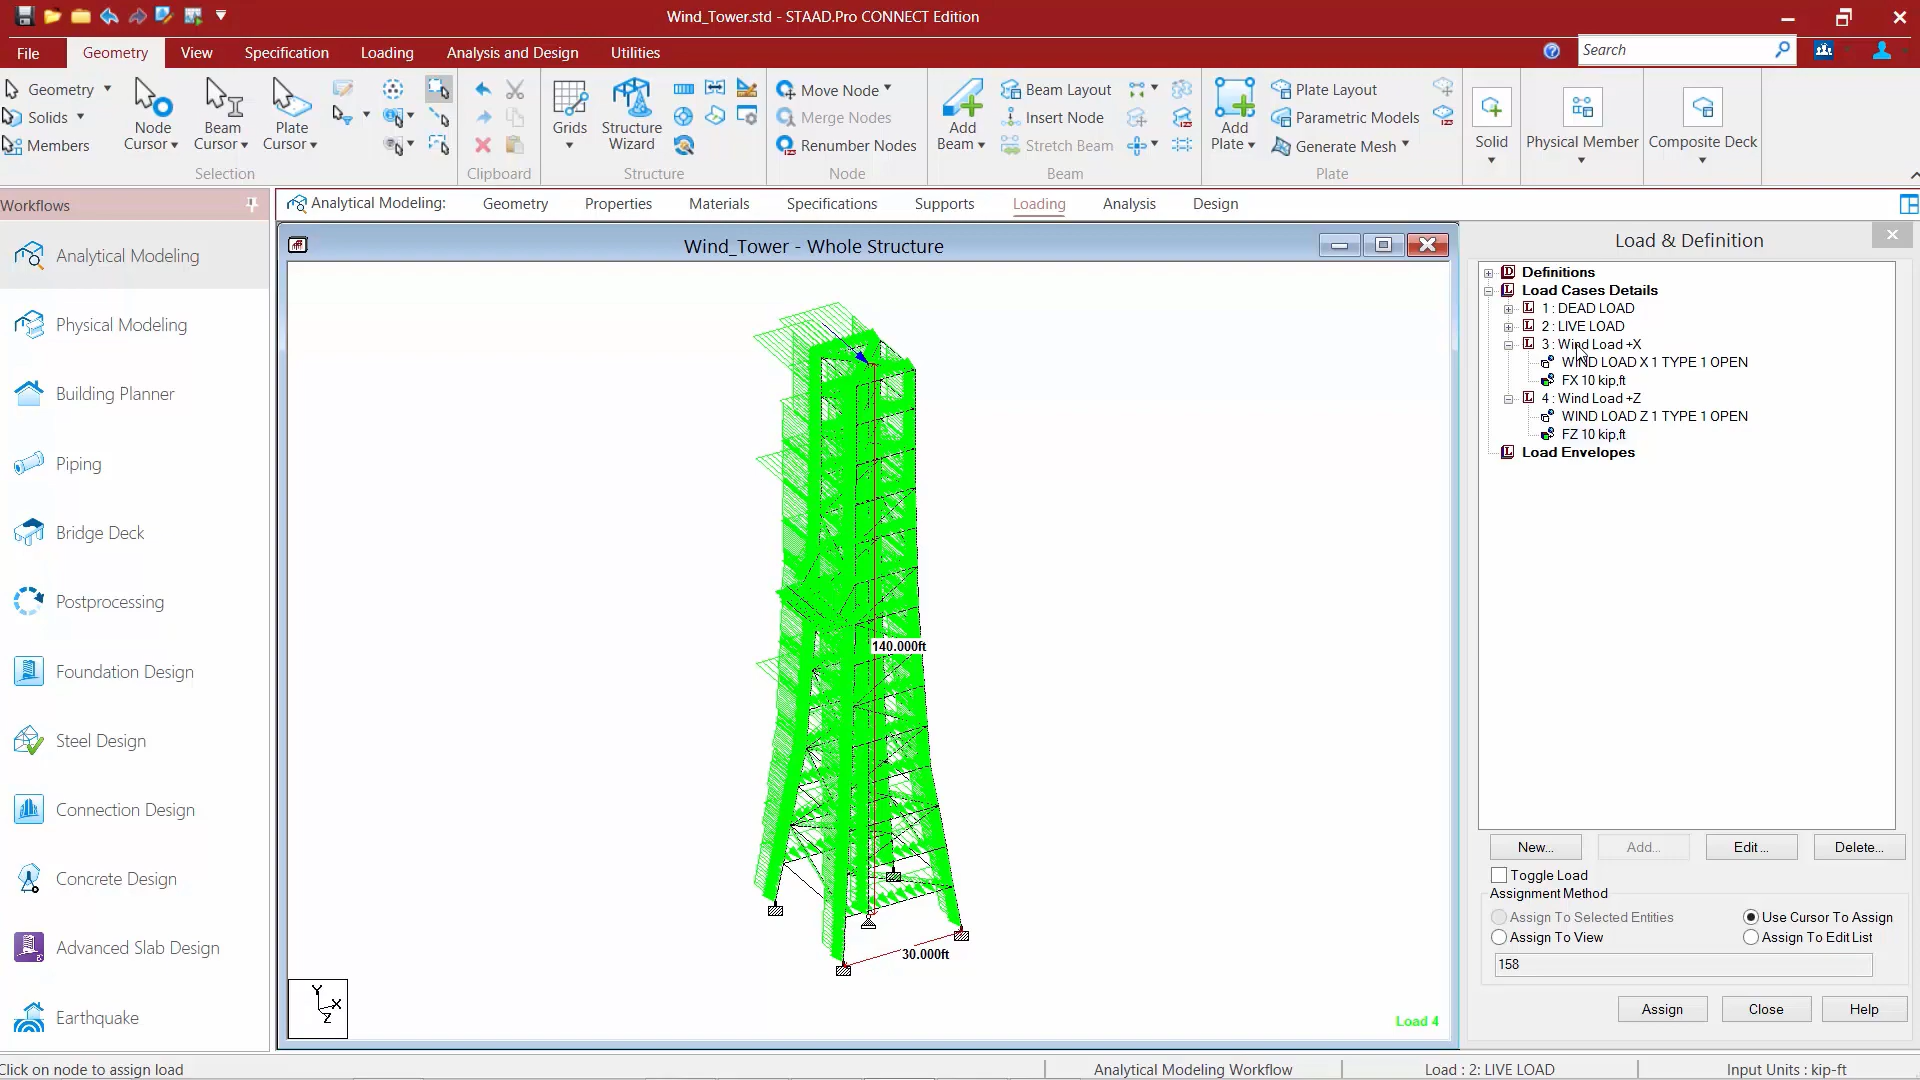 Wind_Tower.std - STAAD.Pro CONNECT Edition
File
Geometry
View
Specification
Loading
Analysis and Design
Utilities
Search
Geometry
Solids
Members
Node Cursor
Beam Cursor
Plate Cursor
Selection
Clipboard
Grids
Structure Wizard
Structure
Move Node
Merge Nodes
Renumber Nodes
Node
Add Beam
Beam Layout
Insert Node
Stretch Beam
Beam
Add Plate
Plate Layout
Parametric Models
Generate Mesh
Plate
Solid
Physical Member
Composite Deck
Workflows
Analytical Modeling
Physical Modeling
Building Planner
Piping
Bridge Deck
Postprocessing
Foundation Design
Steel Design
Connection Design
Concrete Design
Advanced Slab Design
Earthquake
Analytical Modeling:
Geometry
Properties
Materials
Specifications
Supports
Loading
Analysis
Design
Wind_Tower - Whole Structure
140.000ft
30.000ft
Y
X
Z
Load 4
Load & Definition
Definitions
Load Cases Details
1 : DEAD LOAD
2 : LIVE LOAD
3 : Wind Load +X
WIND LOAD X 1 TYPE 1 OPEN
FX 10 kip,ft
4 : Wind Load +Z
WIND LOAD Z 1 TYPE 1 OPEN
FZ 10 kip,ft
Load Envelopes
New...
Add...
Edit...
Delete...
Toggle Load
Assignment Method
Assign To Selected Entities
Use Cursor To Assign
Assign To View
Assign To Edit List
158
Assign
Close
Help
Click on node to assign load
Analytical Modeling Workflow
Load : 2: LIVE LOAD
Input Units : kip-ft